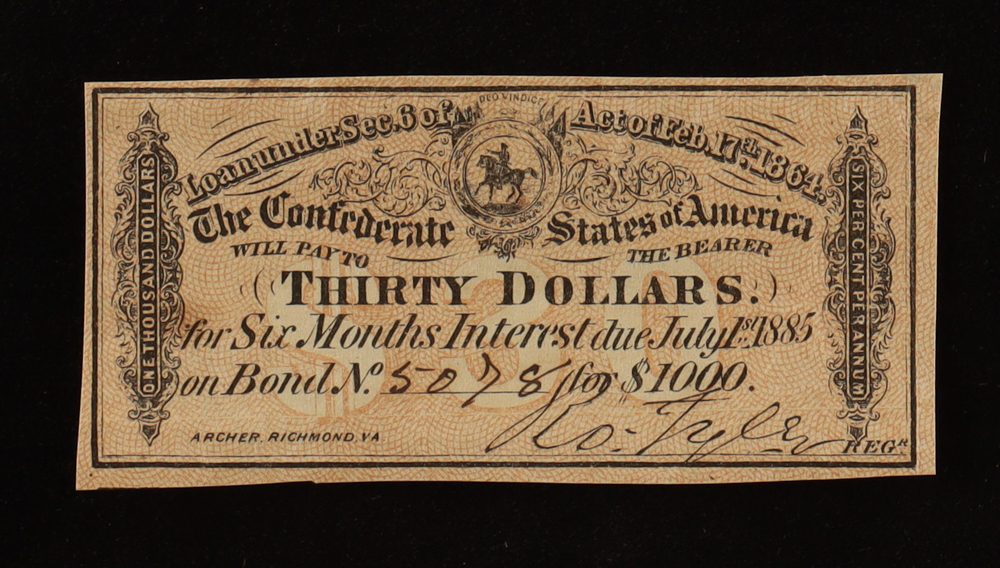 DEO VINDICE
Loan under Sec. 6 of Act of Feb. 17th. 1864.
The Confederate States of America
WILL PAY TO THE BEARER
THIRTY DOLLARS.
for Six Months Interest due July 1st. 1885
on Bond No. 5078 for $1000.
Ro. Tyler
ARCHER, RICHMOND, VA
REGR.
ONE THOUSAND DOLLARS
SIX PER CENT PER ANNUM
$30